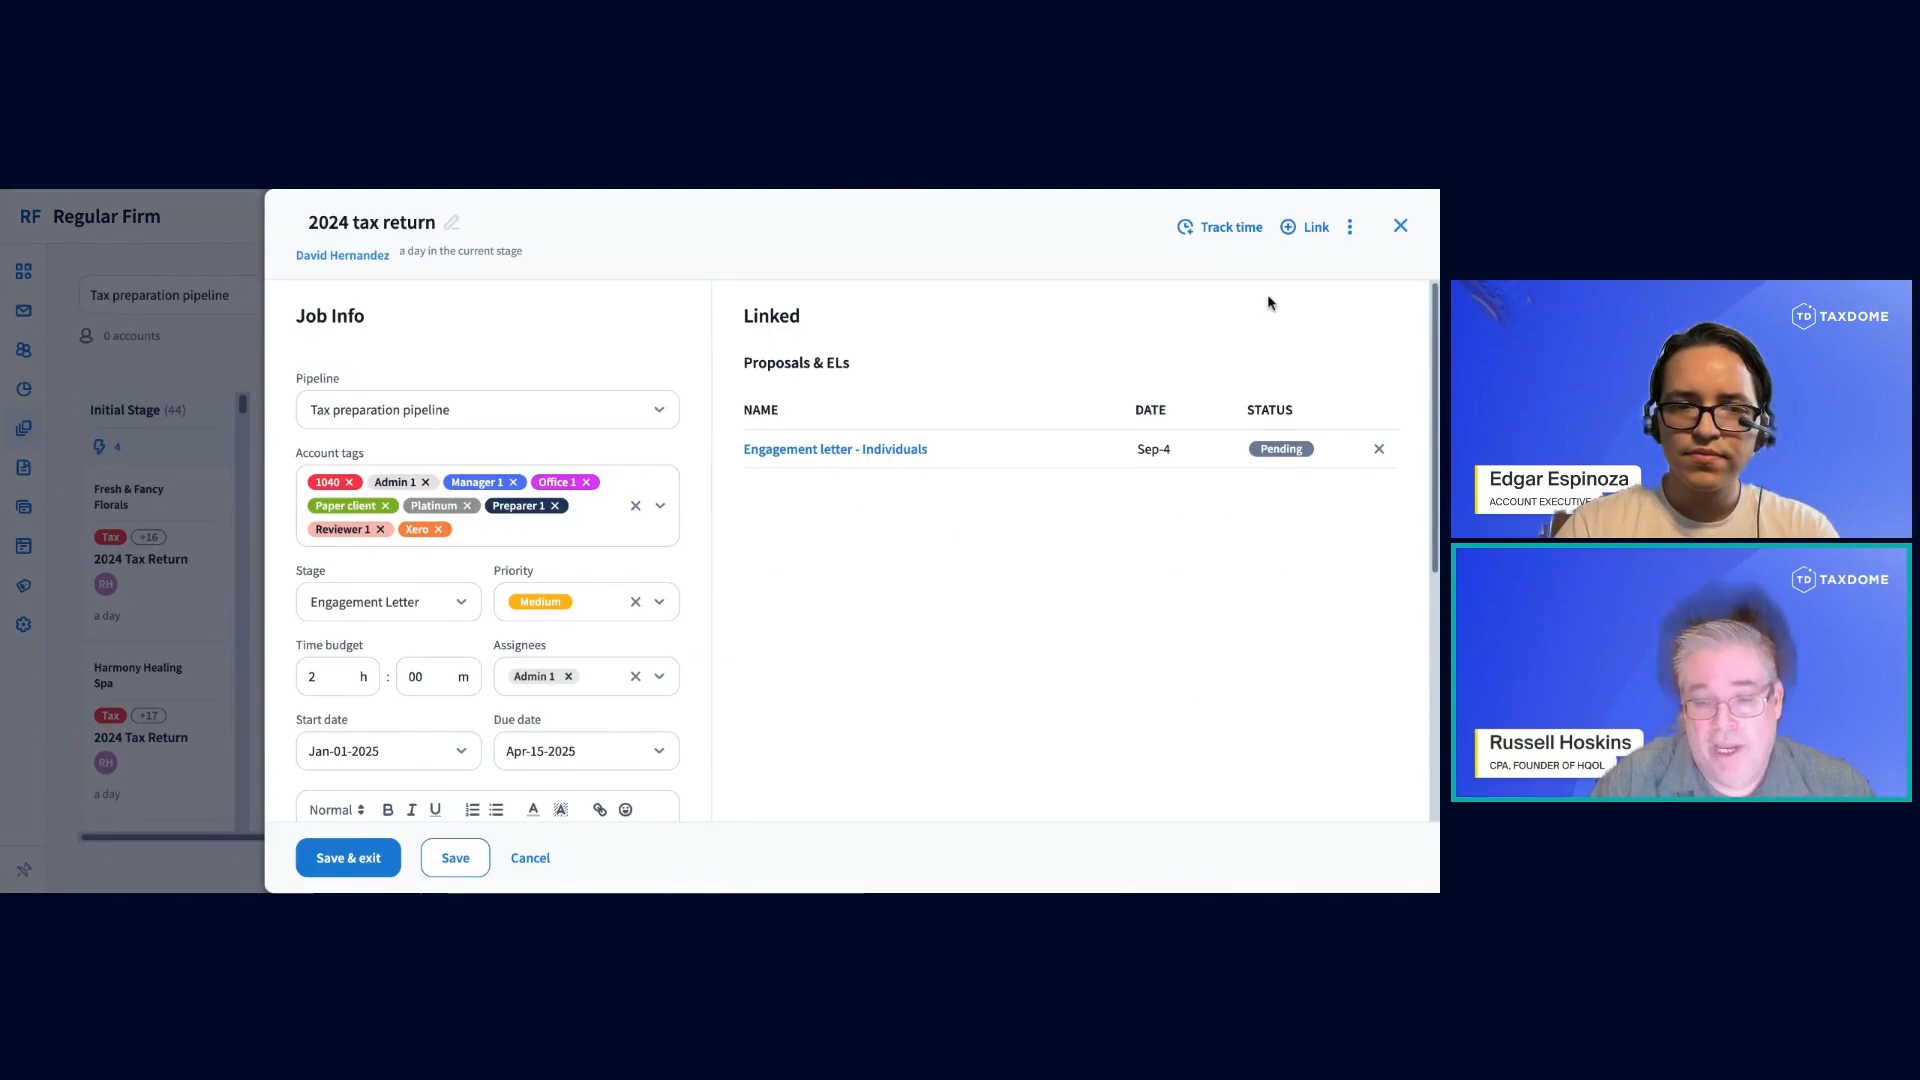 RF Regular Firm
Tax preparation pipeline
0 accounts
Initial Stage (44)
4
Fresh & Fancy
Florals
Tax +16
2024 Tax Return
RH
a day
Harmony Healing
Spa
Tax +17
2024 Tax Return
RH
a day
2024 tax return
David Hernandez a day in the current stage
Track time Link
Job Info
Pipeline
Tax preparation pipeline
Account tags
1040 Admin 1 Manager 1 Office 1
Paper client Platinum Preparer 1
Reviewer 1 Xero
Stage Priority
Engagement Letter Medium
Time budget Assignees
2 h : 00 m Admin 1
Start date Due date
Jan-01-2025 Apr-15-2025
Normal B I U A A
Save & exit Save Cancel
Linked
Proposals & ELs
NAME DATE STATUS
Engagement letter - Individuals Sep-4 Pending
TD TAXDOME
Edgar Espinoza
ACCOUNT EXECUTIVE
TD TAXDOME
Russell Hoskins
CPA, FOUNDER OF HQOL